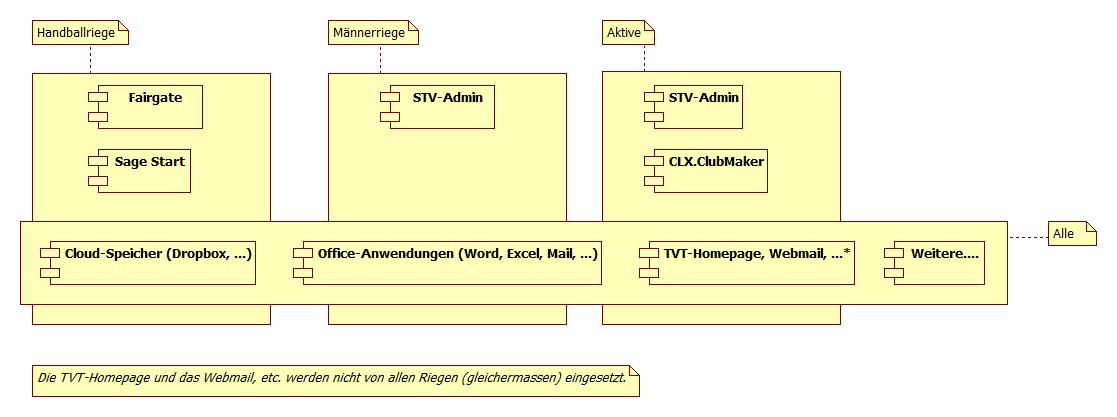 Handballriege
Männerriege
Aktive
Fairgate
STV-Admin
STV-Admin
Sage Start
CLX.ClubMaker
Alle
Cloud-Speicher (Dropbox, ...)
Office-Anwendungen (Word, Excel, Mail, ...)
TVT-Homepage, Webmail, ...*
Weitere....
Die TVT-Homepage und das Webmail, etc. werden nicht von allen Riegen (gleichermassen) eingesetzt.